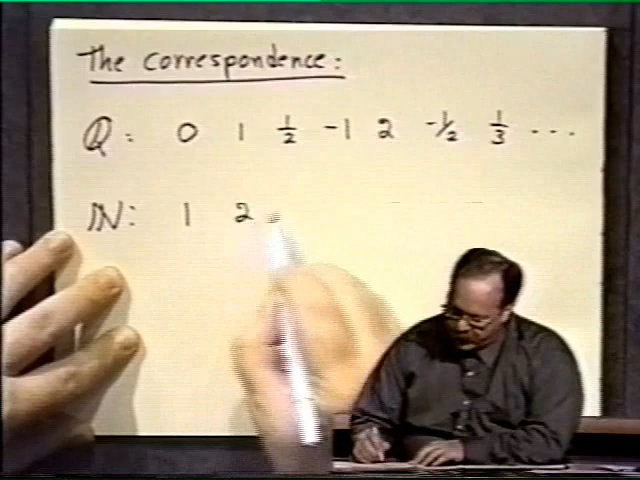 The correspondence:
Q: 0 1 1/2 -1 2 -1/2 1/3 ...
N: 1 2